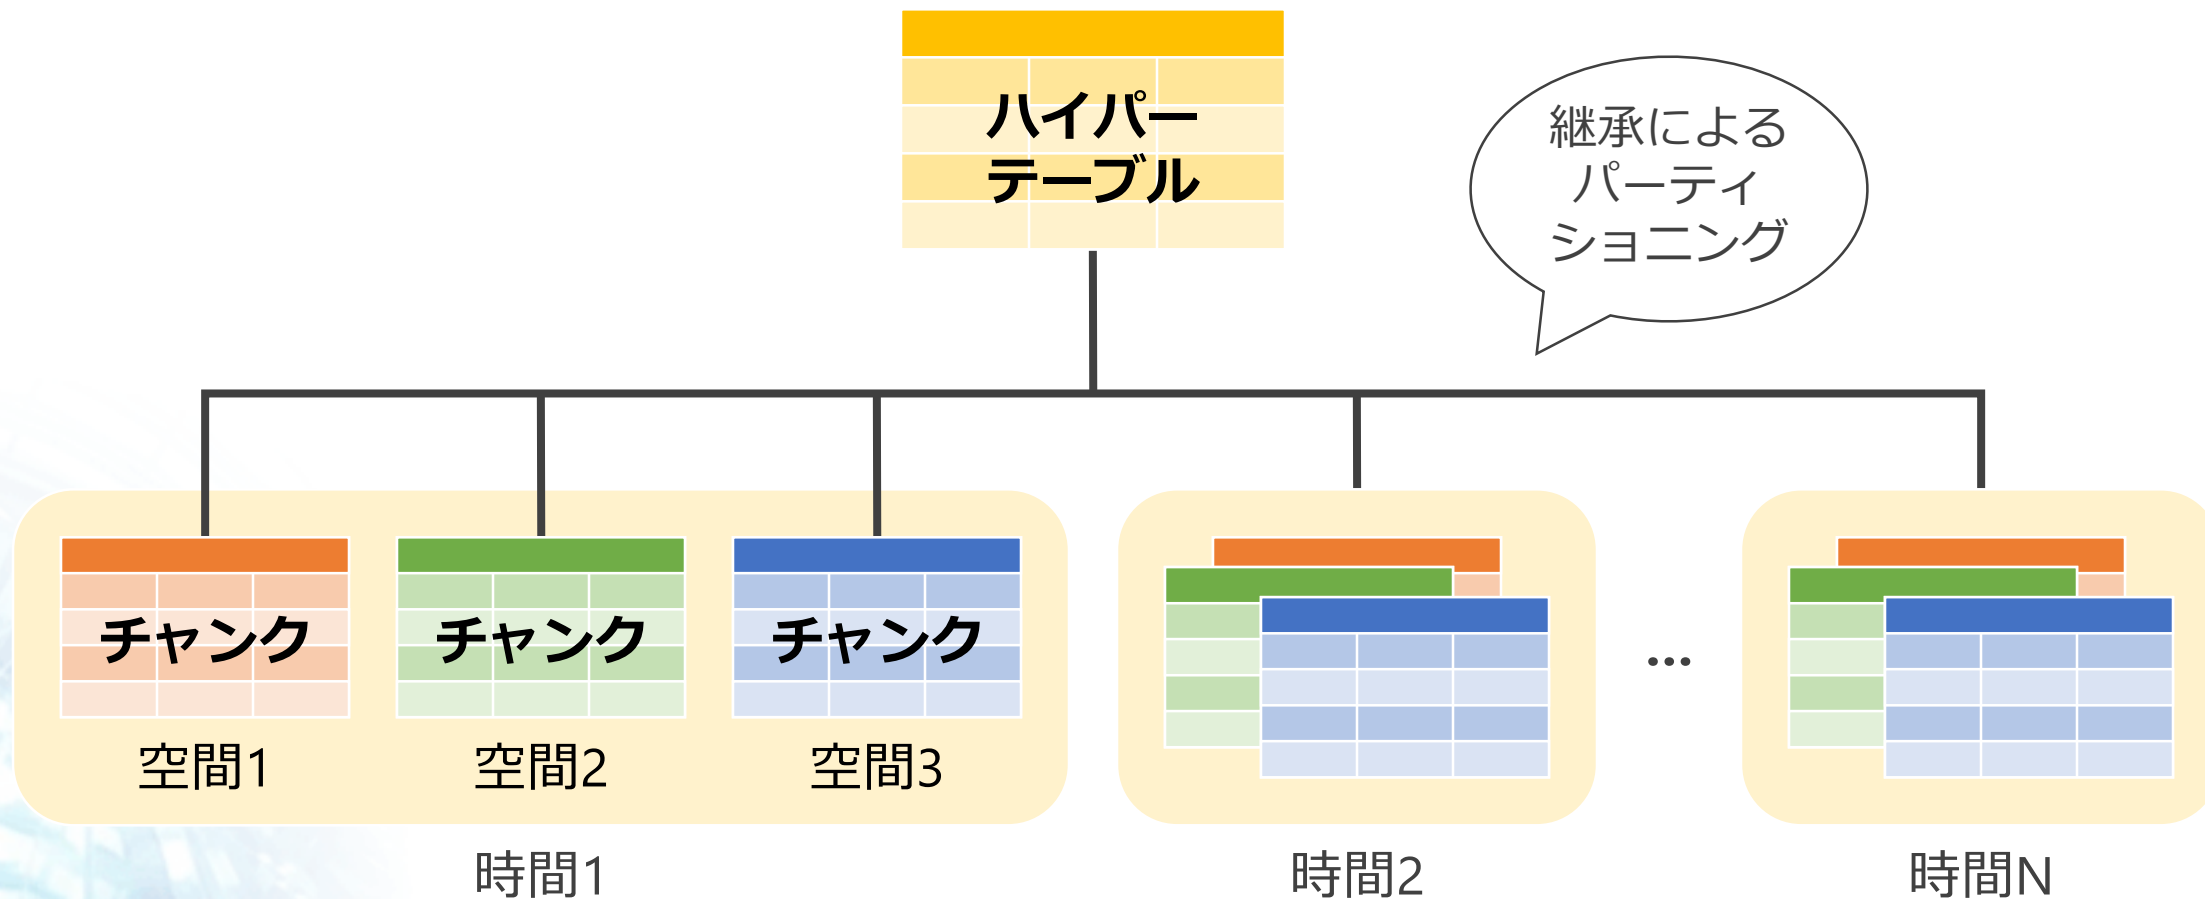 ハイパー
テーブル
継承による
パーティ
ショニング
チャンク
チャンク
チャンク
...
空間1
空間2
空間3
時間1
時間2
時間N